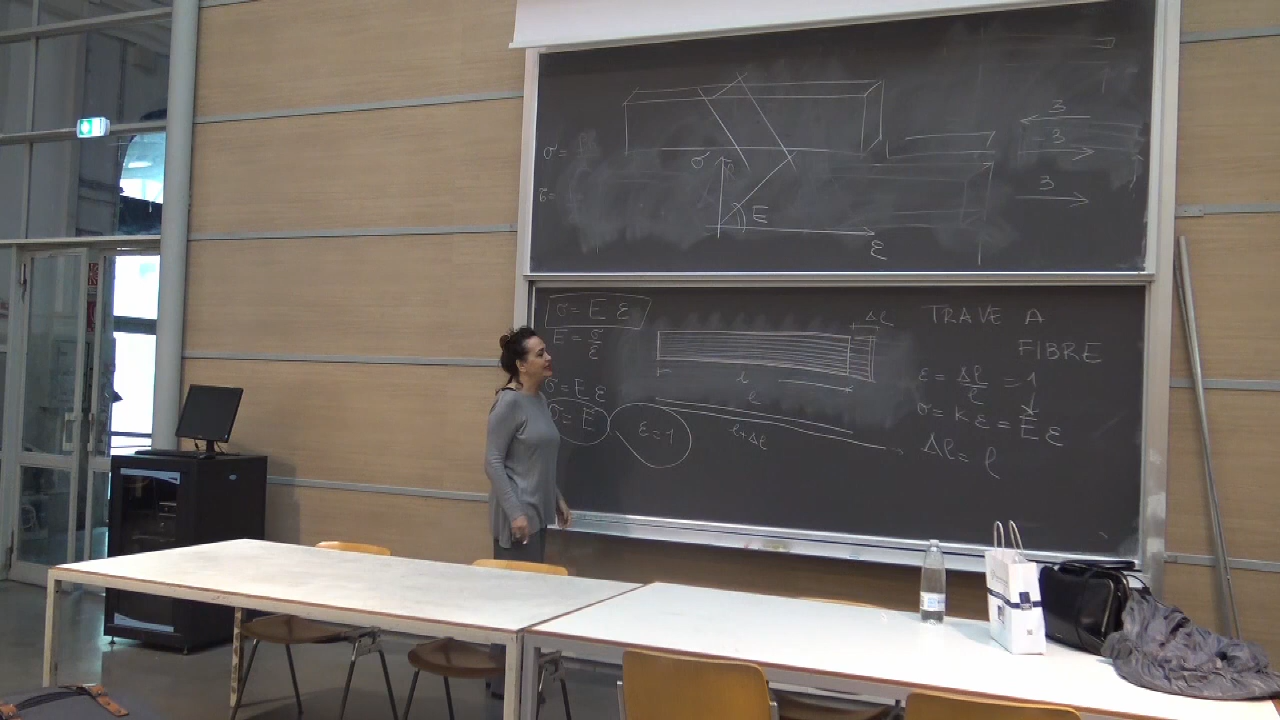 σ =
σ
E
ε
3
3
3
σ = E ε
E = σ/ε
σ = E ε
σ = E
ε = 1
Δℓ
ℓ
ℓ+Δℓ
TRAVE A
FIBRE
ε = Δℓ/ℓ = 1
σ = K ε = E ε
Δℓ = ℓ